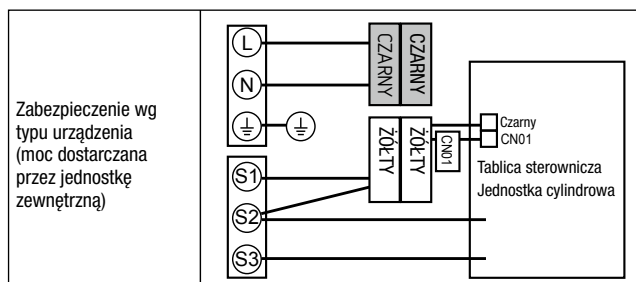 Zabezpieczenie wg
typu urządzenia
(moc dostarczana
przez jednostkę
zewnętrzną)
L
N
S1
S2
S3
CZARNY
CZARNY
ŻÓŁTY
ŻÓŁTY
CN01
Czarny
CN01
Tablica sterownicza
Jednostka cylindrowa